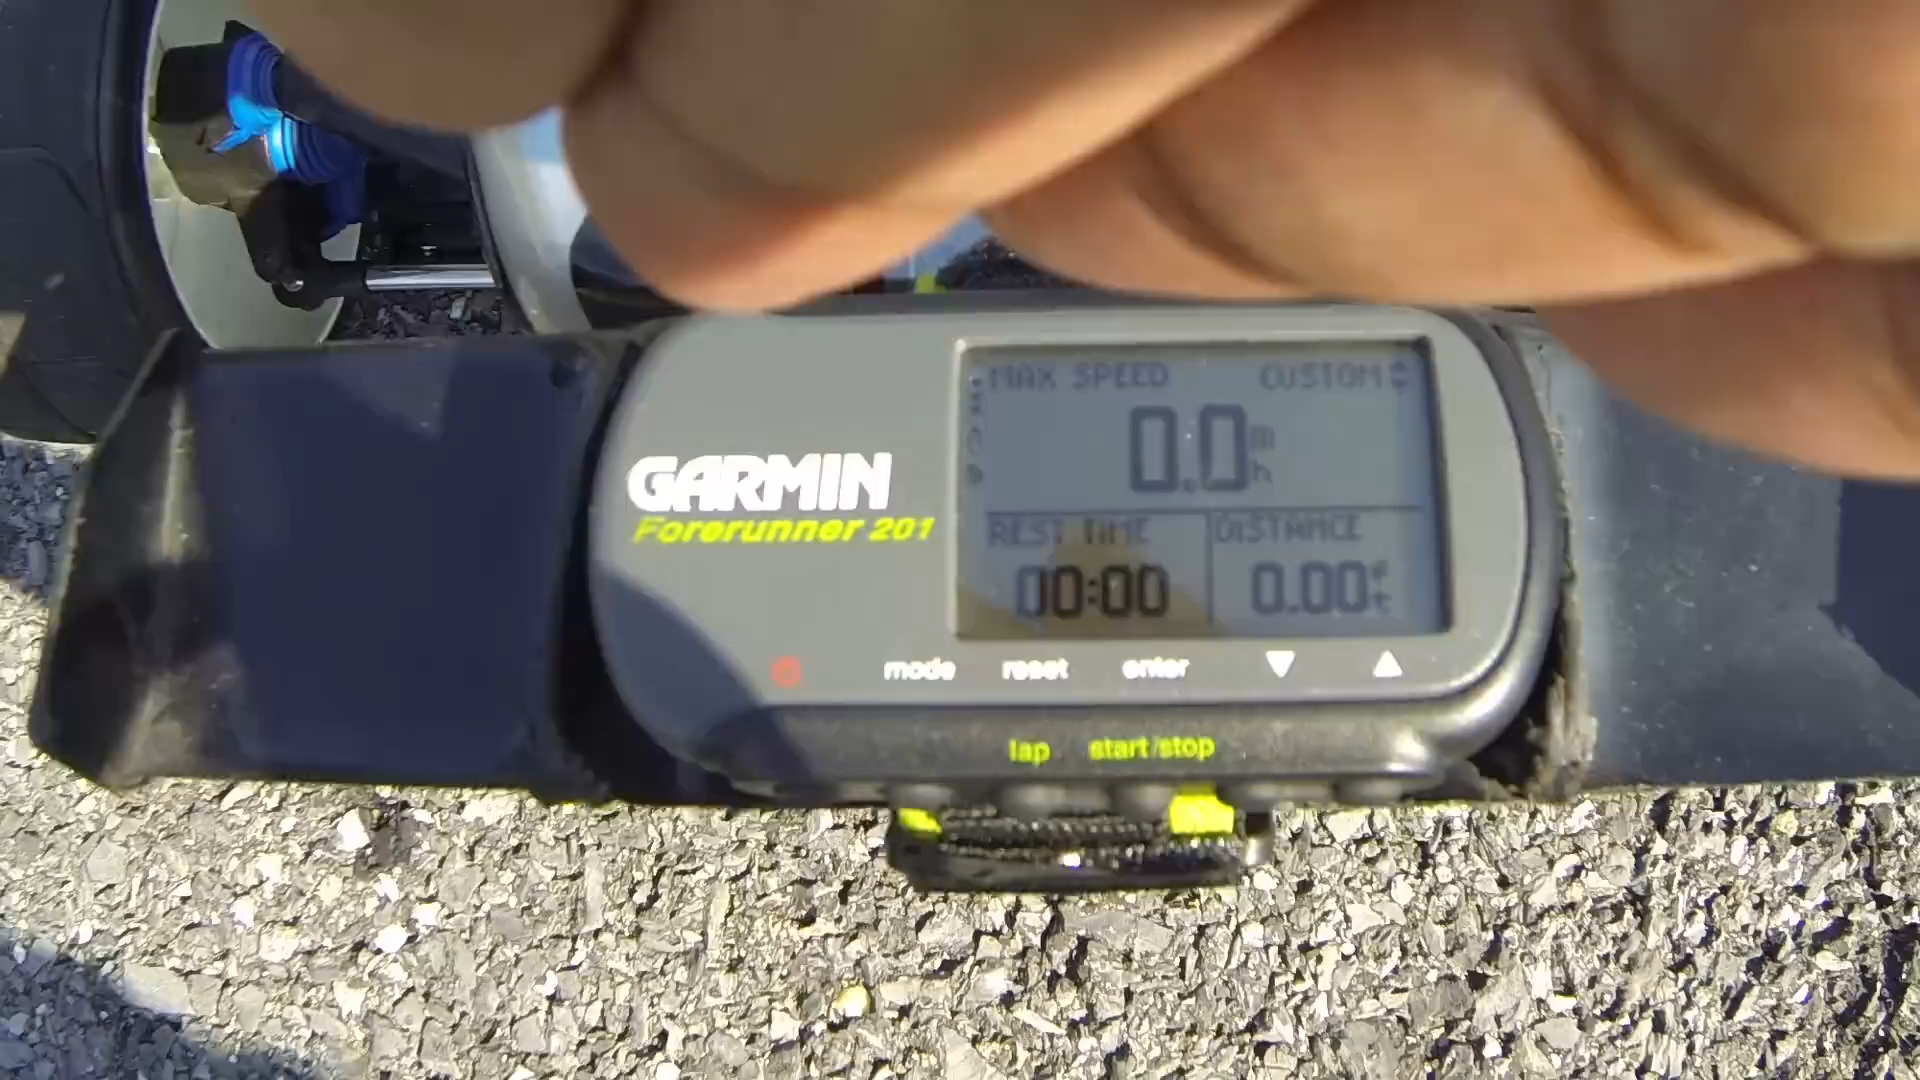 MAX SPEED CUSTOM
0.0 m/h
REST TIME DISTANCE
00:00 0.00 ft
GARMIN
Forerunner 201
mode reset enter
lap start/stop